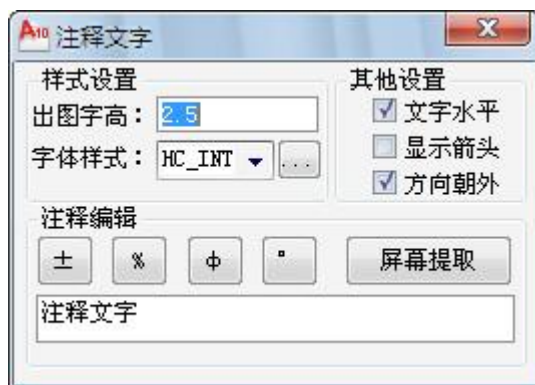 A10 注释文字
样式设置
出图字高：2.5
字体样式：HC_INT ...
其他设置
文字水平
显示箭头
方向朝外
注释编辑
± % ф ° 屏幕提取
注释文字